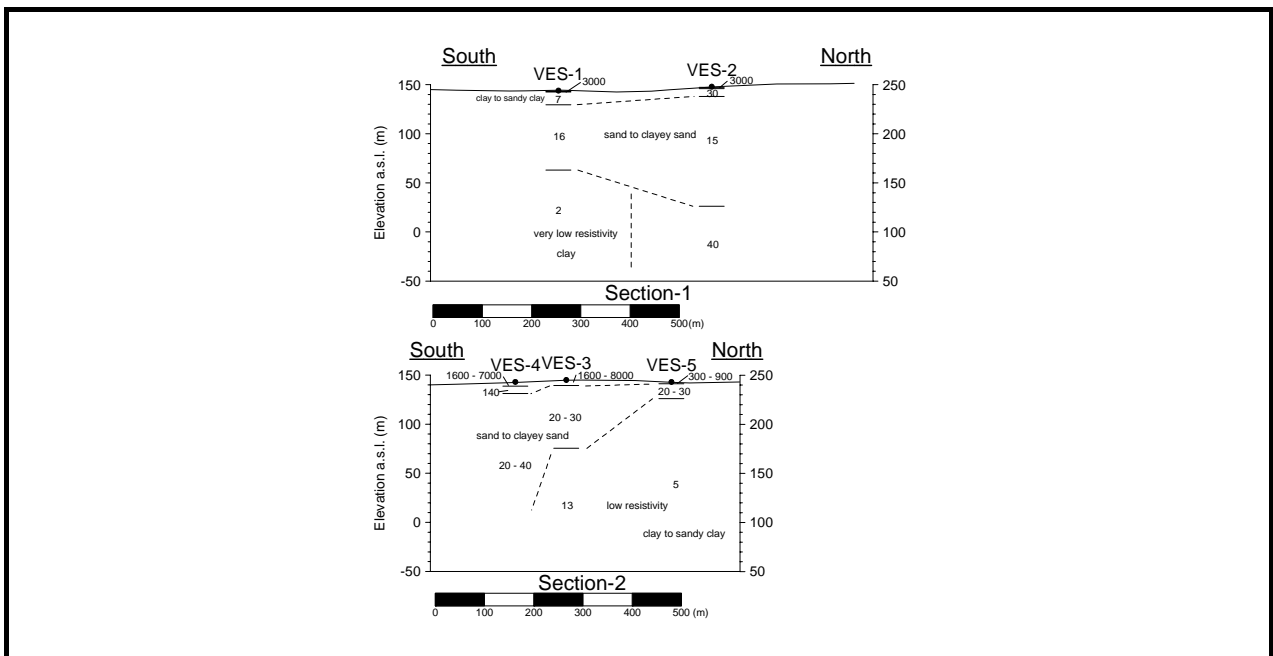 South
North
VES-1
3000
VES-2
3000
150
250
clay to sandy clay
7
30
100
16
sand to clayey sand
15
200
50
150
2
very low resistivity
clay
0
40
100
-50
50
Elevation a.s.l. (m)
Section-1
0 100 200 300 400 500(m)
South
North
VES-4
VES-3
VES-5
150
1600 - 7000
1600 - 8000
300 - 900
250
140
20 - 30
100
20 - 30
200
sand to clayey sand
50
20 - 40
5
150
13
low resistivity
0
clay to sandy clay
100
-50
50
Elevation a.s.l. (m)
Section-2
0 100 200 300 400 500 (m)